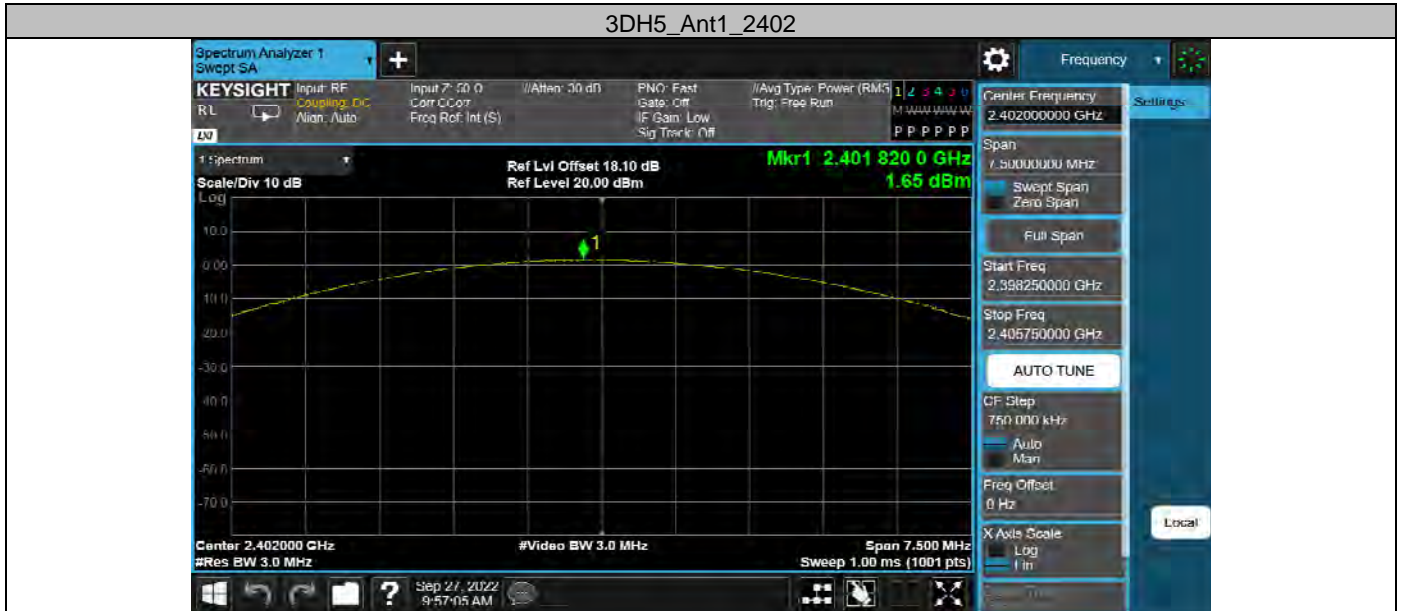 3DH5_Ant1_2402
Spectrum Analyzer 1
Swept SA
Frequency
KEYSIGHT
RL
LXI
Input: RF
Coupling: DC
Align: Auto
Input Z: 50 Ω
Corr CCorr
Freq Ref: Int (S)
#Atten: 30 dB
PNO: Fast
Gate: Off
IF Gain: Low
Sig Track: Off
#Avg Type: Power (RMS
Trig: Free Run
1 2 3 4 5 6
M W W W W W
P P P P P P
1 Spectrum
Scale/Div 10 dB
Ref Lvl Offset 18.10 dB
Ref Level 20.00 dBm
Mkr1 2.401 820 0 GHz
1.65 dBm
Log
10.0
0.00
-10.0
-20.0
-30.0
-40.0
-50.0
-60.0
-70.0
1
Center 2.402000 GHz
#Res BW 3.0 MHz
#Video BW 3.0 MHz
Span 7.500 MHz
Sweep 1.00 ms (1001 pts)
?
Sep 27, 2022
9:57:05 AM
Center Frequency
2.402000000 GHz
Settings
Span
7.50000000 MHz
Swept Span
Zero Span
Full Span
Start Freq
2.398250000 GHz
Stop Freq
2.405750000 GHz
AUTO TUNE
CF Step
750.000 kHz
Auto
Man
Freq Offset
0 Hz
X Axis Scale
Log
Lin
Local